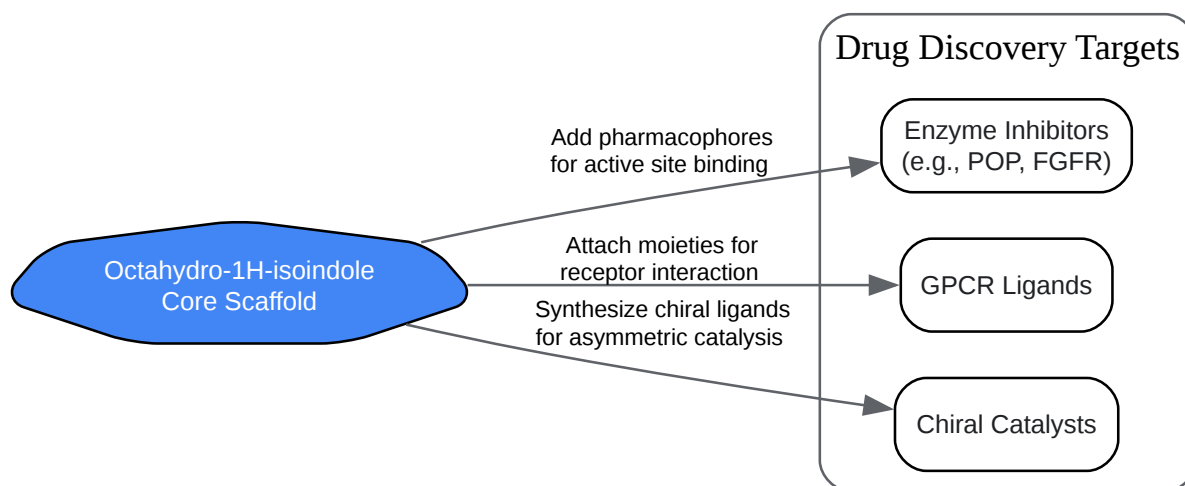 Drug Discovery Targets
Add pharmacophores
for active site binding
Enzyme Inhibitors
(e.g., POP, FGFR)
Octahydro-1H-isoindole
Core Scaffold
Attach moieties for
receptor interaction
GPCR Ligands
Synthesize chiral ligands
for asymmetric catalysis
Chiral Catalysts